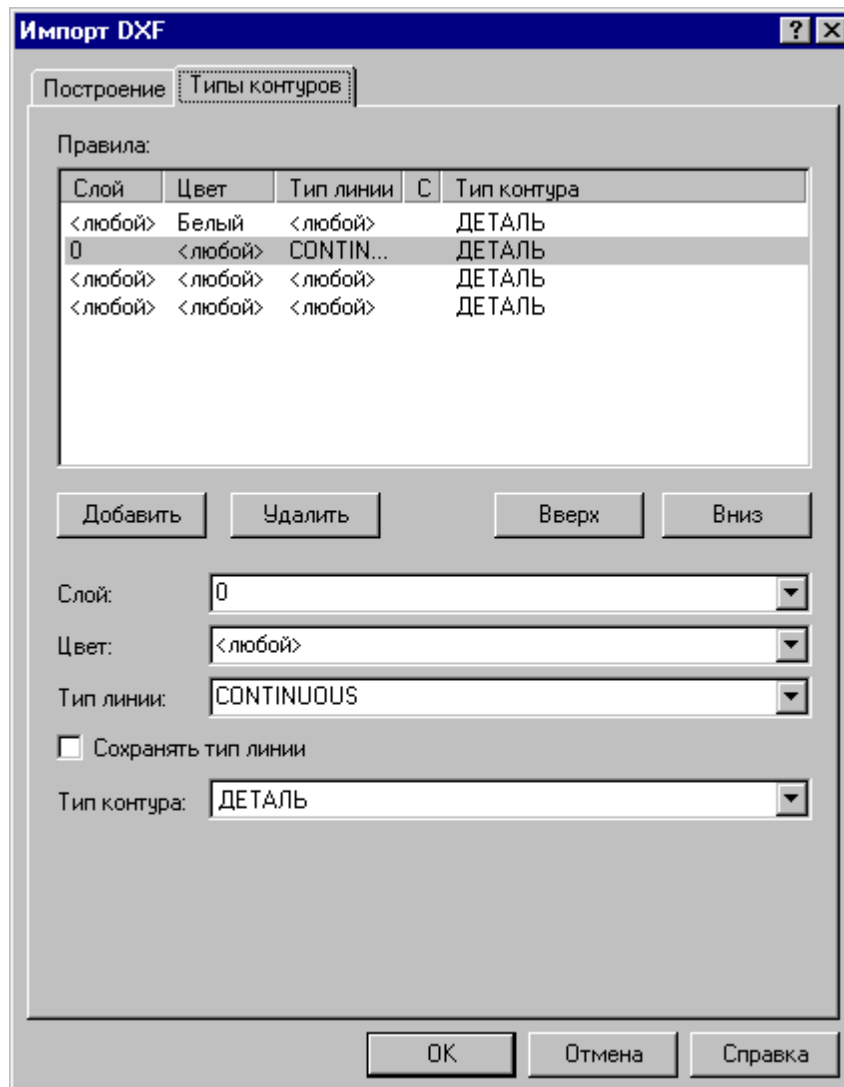 Импорт DXF
Построение Типы контуров
Правила:
Слой Цвет Тип линии С Тип контура
<любой> Белый <любой> ДЕТАЛЬ
0 <любой> CONTIN... ДЕТАЛЬ
<любой> <любой> <любой> ДЕТАЛЬ
<любой> <любой> <любой> ДЕТАЛЬ
Добавить Удалить Вверх Вниз
Слой: 0
Цвет: <любой>
Тип линии: CONTINUOUS
Сохранять тип линии
Тип контура: ДЕТАЛЬ
OK Отмена Справка